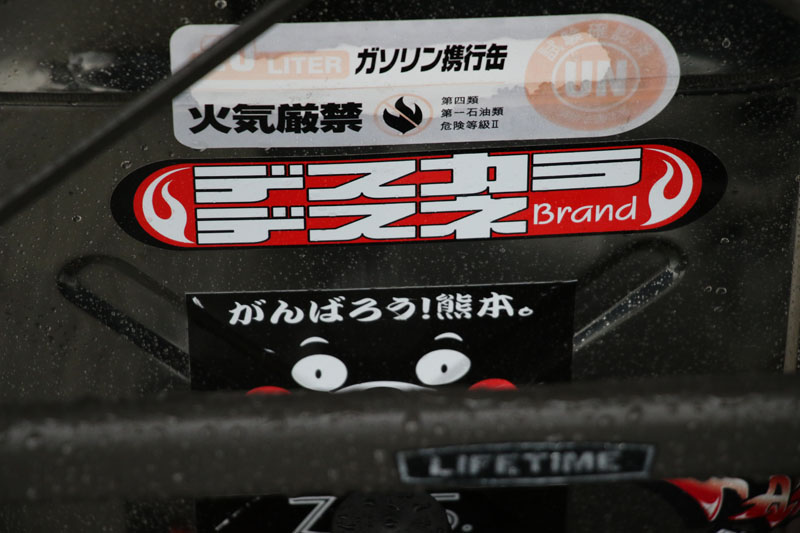 LITER ガソリン携行缶
火気厳禁
第四類
第一石油類
危険等級II
UN
デスカラ
デスネ Brand
がんばろう!熊本。
LIFETIME